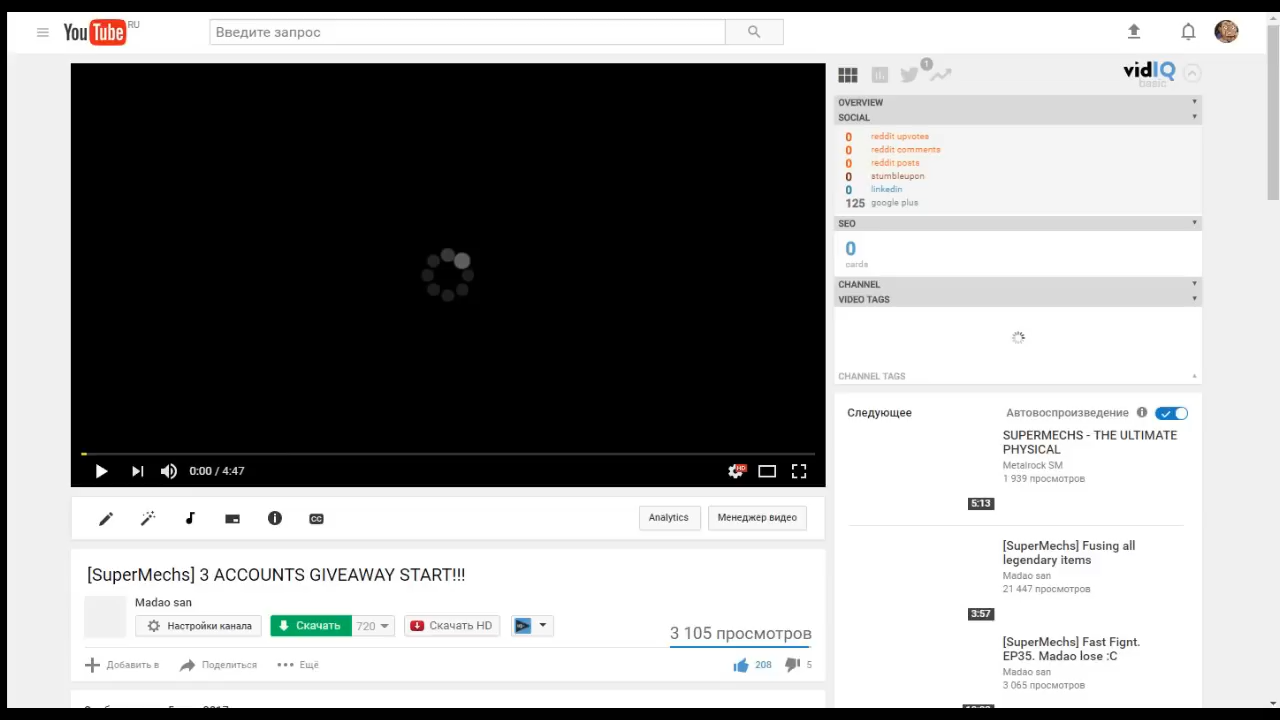 YouTube RU
Введите запрос
1
vidIQ
basic
OVERVIEW
SOCIAL
0 reddit upvotes
0 reddit comments
0 reddit posts
0 stumbleupon
0 linkedin
125 google plus
SEO
0
cards
CHANNEL
VIDEO TAGS
CHANNEL TAGS
0:00 / 4:47
HD
CC
Analytics
Менеджер видео
[SuperMechs] 3 ACCOUNTS GIVEAWAY START!!!
Madao san
Настройки канала
Скачать 720
Скачать HD
3 105 просмотров
Добавить в
Поделиться
Ещё
208
5
Следующее
Автовоспроизведение
SUPERMECHS - THE ULTIMATE
PHYSICAL
Metalrock SM
1 939 просмотров
5:13
[SuperMechs] Fusing all
legendary items
Madao san
21 447 просмотров
3:57
[SuperMechs] Fast Fignt.
EP35. Madao lose :C
Madao san
3 065 просмотров